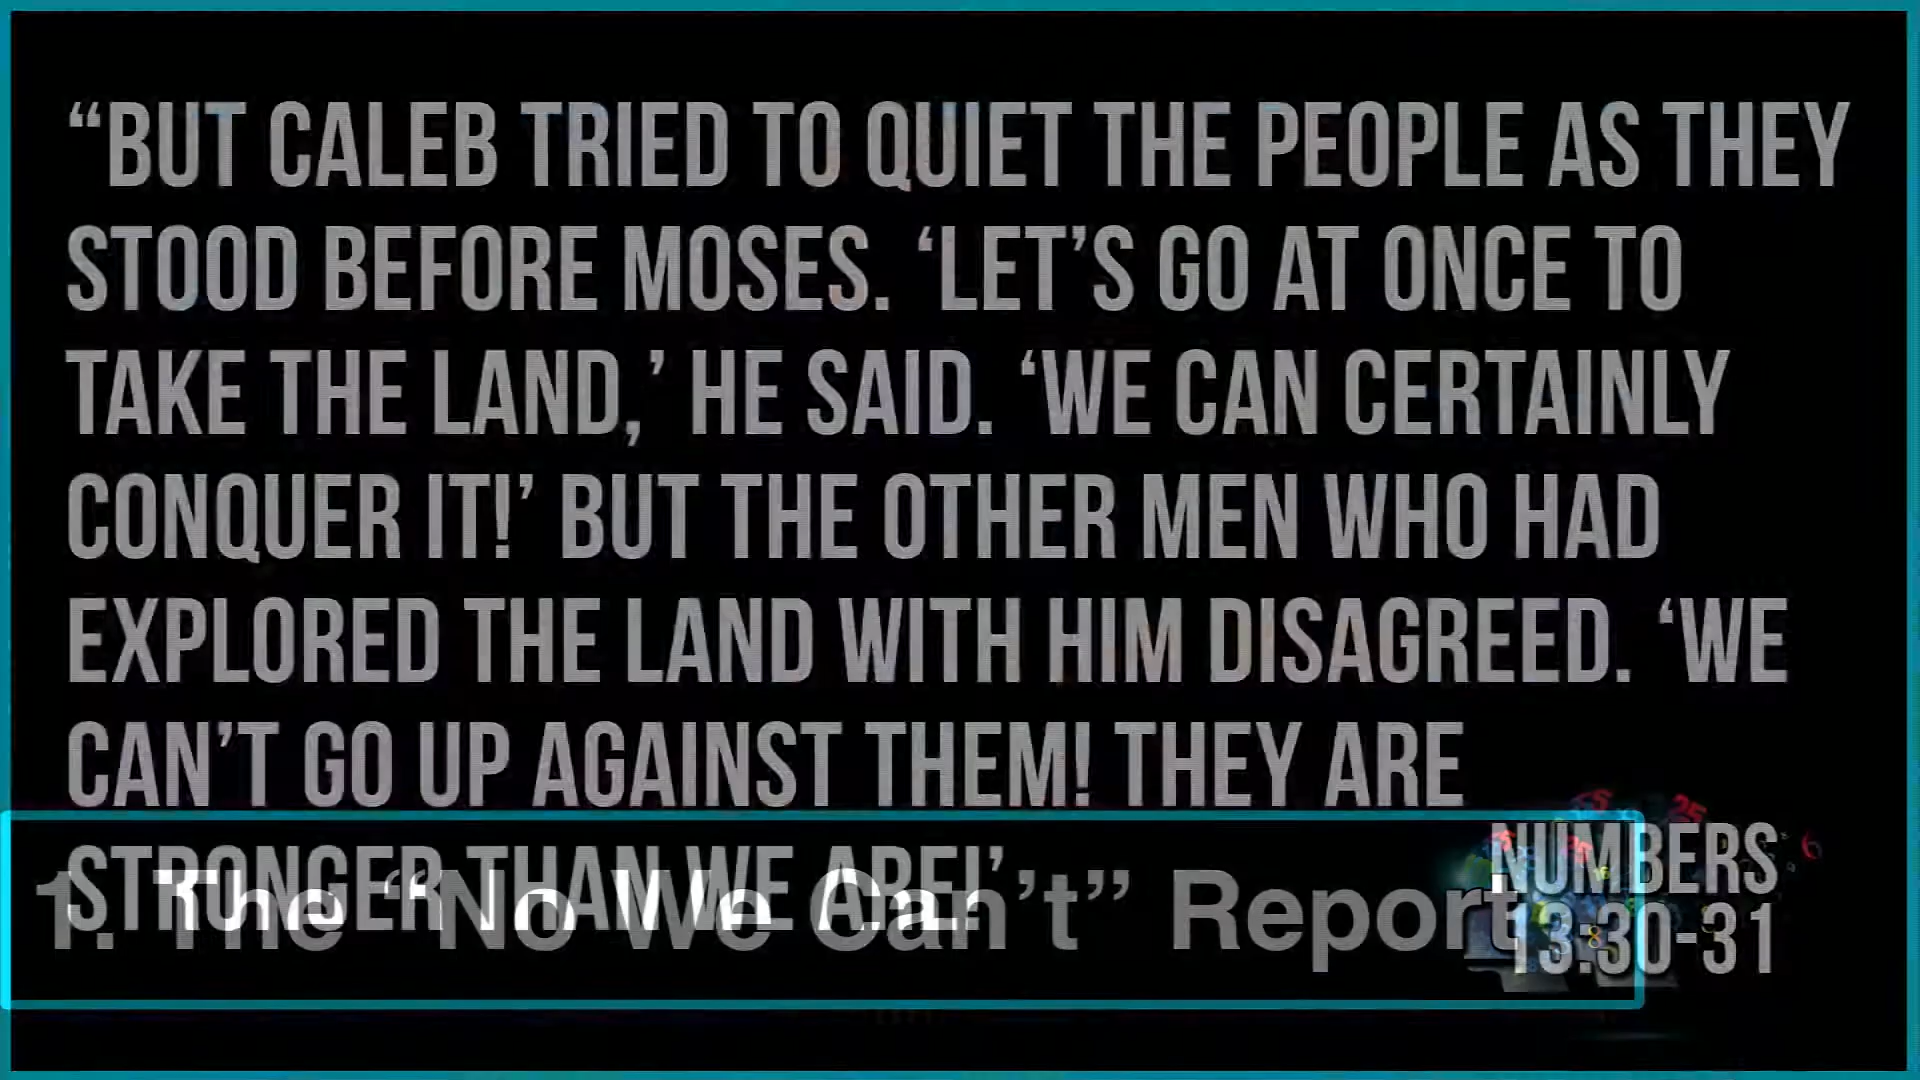 “BUT CALEB TRIED TO QUIET THE PEOPLE AS THEY
STOOD BEFORE MOSES. ‘LET’S GO AT ONCE TO
TAKE THE LAND,’ HE SAID. ‘WE CAN CERTAINLY
CONQUER IT!’ BUT THE OTHER MEN WHO HAD
EXPLORED THE LAND WITH HIM DISAGREED. ‘WE
CAN’T GO UP AGAINST THEM! THEY ARE
STRONGER THAN WE ARE!’
1. The “No We Can’t” Report
NUMBERS
13:30-31